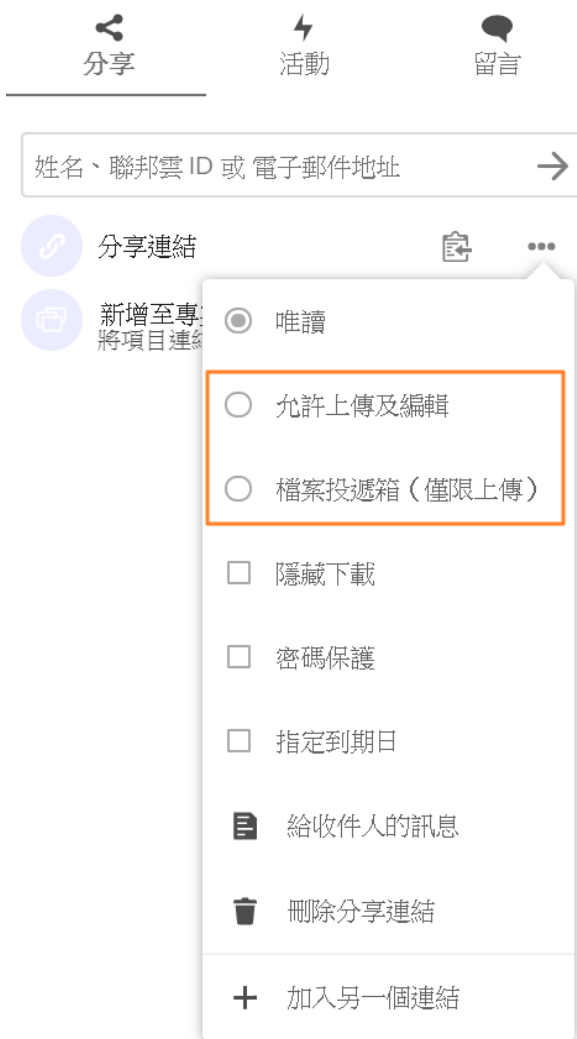 分享 活動 留言
姓名、聯邦雲 ID 或 電子郵件地址
分享連結
新增至專
將項目連
唯讀
允許上傳及編輯
檔案投遞箱（僅限上傳）
隱藏下載
密碼保護
指定到期日
給收件人的訊息
刪除分享連結
加入另一個連結